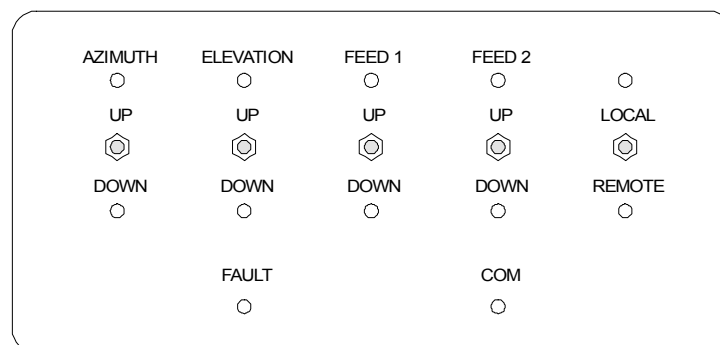 AZIMUTH ELEVATION FEED 1 FEED 2
UP UP UP UP LOCAL
DOWN DOWN DOWN DOWN REMOTE
FAULT COM